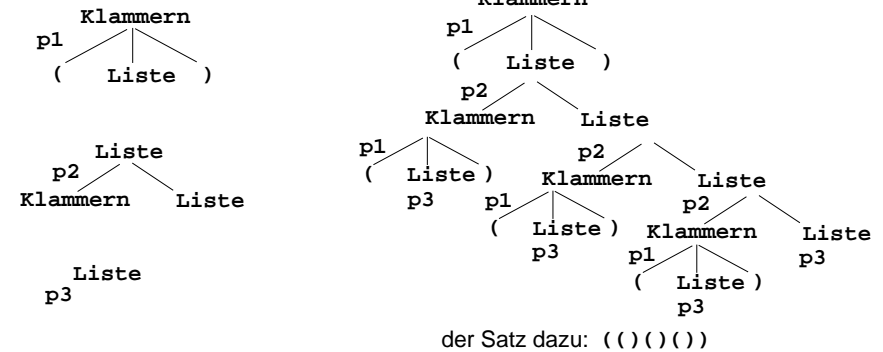 Klammern
p1
( Liste )
Liste
p2
Klammern Liste
Liste
p3
Klammern
p1
( Liste )
p2
Klammern Liste
p1 p2
( Liste ) Klammern Liste
p3 p1 p2
( Liste ) Klammern Liste
p3 p1 p3
( Liste )
p3
der Satz dazu: (()()())